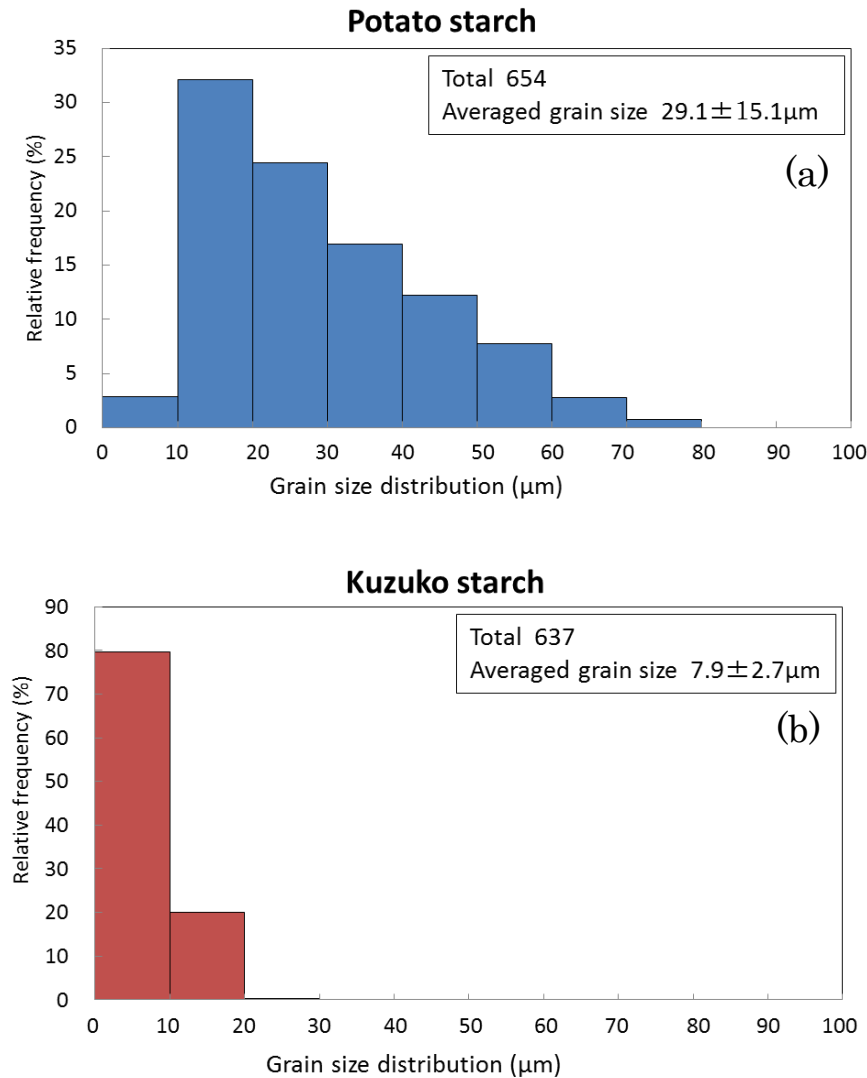 Potato starch
35
30
25
20
15
10
5
0
Relative frequency (%)
Total 654
Averaged grain size 29.1±15.1μm
(a)
0 10 20 30 40 50 60 70 80 90 100
Grain size distribution (μm)
Kuzuko starch
90
80
70
60
50
40
30
20
10
0
Relative frequency (%)
Total 637
Averaged grain size 7.9±2.7μm
(b)
0 10 20 30 40 50 60 70 80 90 100
Grain size distribution (μm)